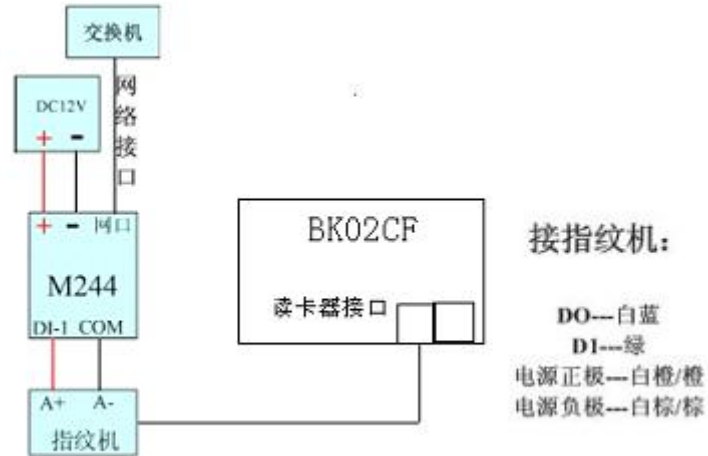 交换机
网络接口
DC12V
+ -
+ - 网口
M244
DI-1 COM
A+ A-
指纹机
BK02CF
读卡器接口
接指纹机：
DO---白蓝
D1---绿
电源正极---白橙/橙
电源负极---白棕/棕